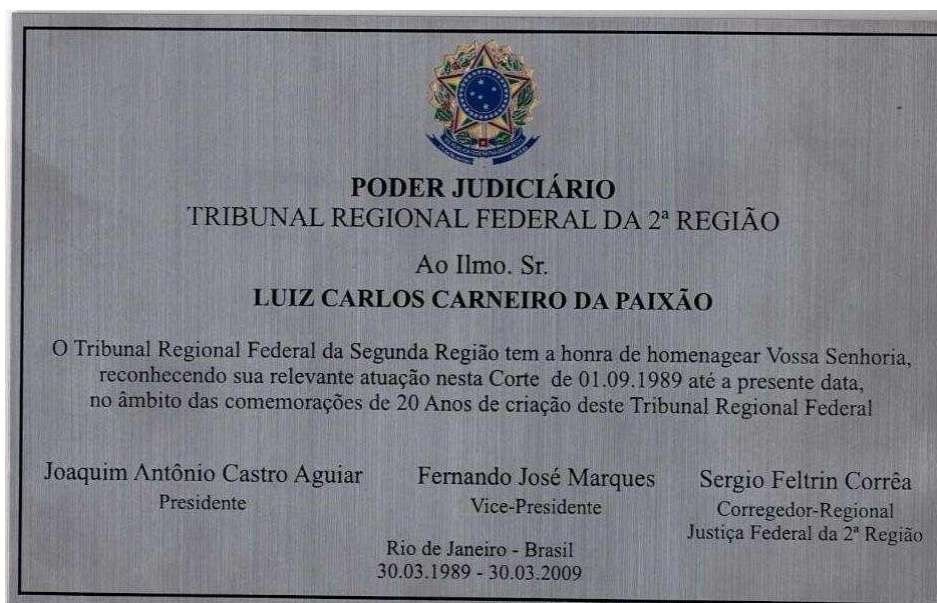 PODER JUDICIÁRIO
TRIBUNAL REGIONAL FEDERAL DA 2ª REGIÃO
Ao Ilmo. Sr.
LUIZ CARLOS CARNEIRO DA PAIXÃO
O Tribunal Regional Federal da Segunda Região tem a honra de homenagear Vossa Senhoria,
reconhecendo sua relevante atuação nesta Corte de 01.09.1989 até a presente data,
no âmbito das comemorações de 20 Anos de criação deste Tribunal Regional Federal
Joaquim Antônio Castro Aguiar
Presidente
Fernando José Marques
Vice-Presidente
Sergio Feltrin Corrêa
Corregedor-Regional
Justiça Federal da 2ª Região
Rio de Janeiro - Brasil
30.03.1989 - 30.03.2009